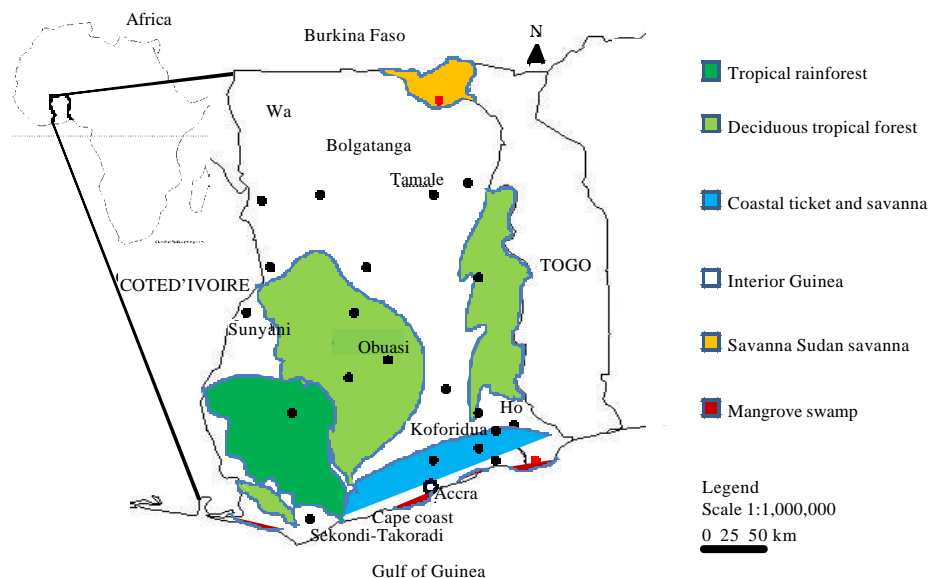 Africa
Burkina Faso
N
Wa
Bolgatanga
Tamale
COTED'IVOIRE
TOGO
Sunyani
Obuasi
Ho
Koforidua
Accra
Cape coast
Sekondi-Takoradi
Gulf of Guinea
Tropical rainforest
Deciduous tropical forest
Coastal ticket and savanna
Interior Guinea
Savanna Sudan savanna
Mangrove swamp
Legend
Scale 1:1,000,000
0 25 50 km